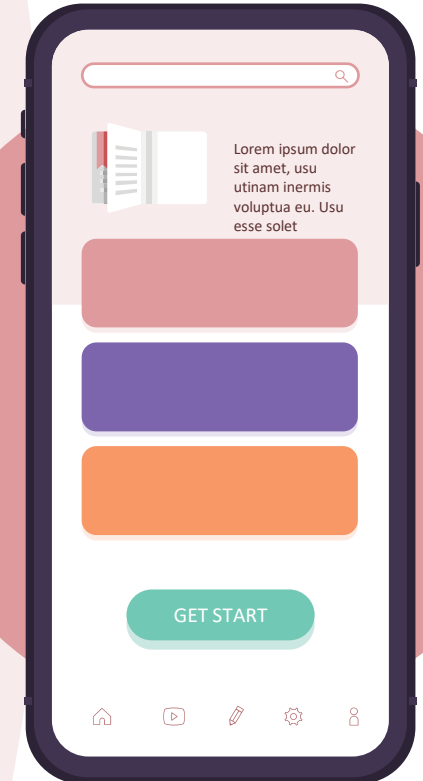 Lorem ipsum dolor
sit amet, usu
utinam inermis
voluptua eu. Usu
esse solet
GET START